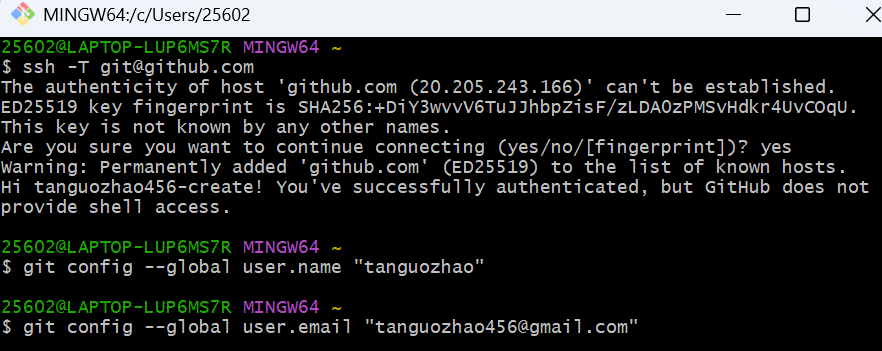 MINGW64:/c/Users/25602
25602@LAPTOP-LUP6MS7R MINGW64 ~
$ ssh -T git@github.com
The authenticity of host 'github.com (20.205.243.166)' can't be established.
ED25519 key fingerprint is SHA256:+DiY3wvvV6TuJJhbpZisF/zLDA0zPMSvHdkr4UvCOqU.
This key is not known by any other names.
Are you sure you want to continue connecting (yes/no/[fingerprint])? yes
Warning: Permanently added 'github.com' (ED25519) to the list of known hosts.
Hi tanguozhao456-create! You've successfully authenticated, but GitHub does not
provide shell access.
25602@LAPTOP-LUP6MS7R MINGW64 ~
$ git config --global user.name "tanguozhao"
25602@LAPTOP-LUP6MS7R MINGW64 ~
$ git config --global user.email "tanguozhao456@gmail.com"